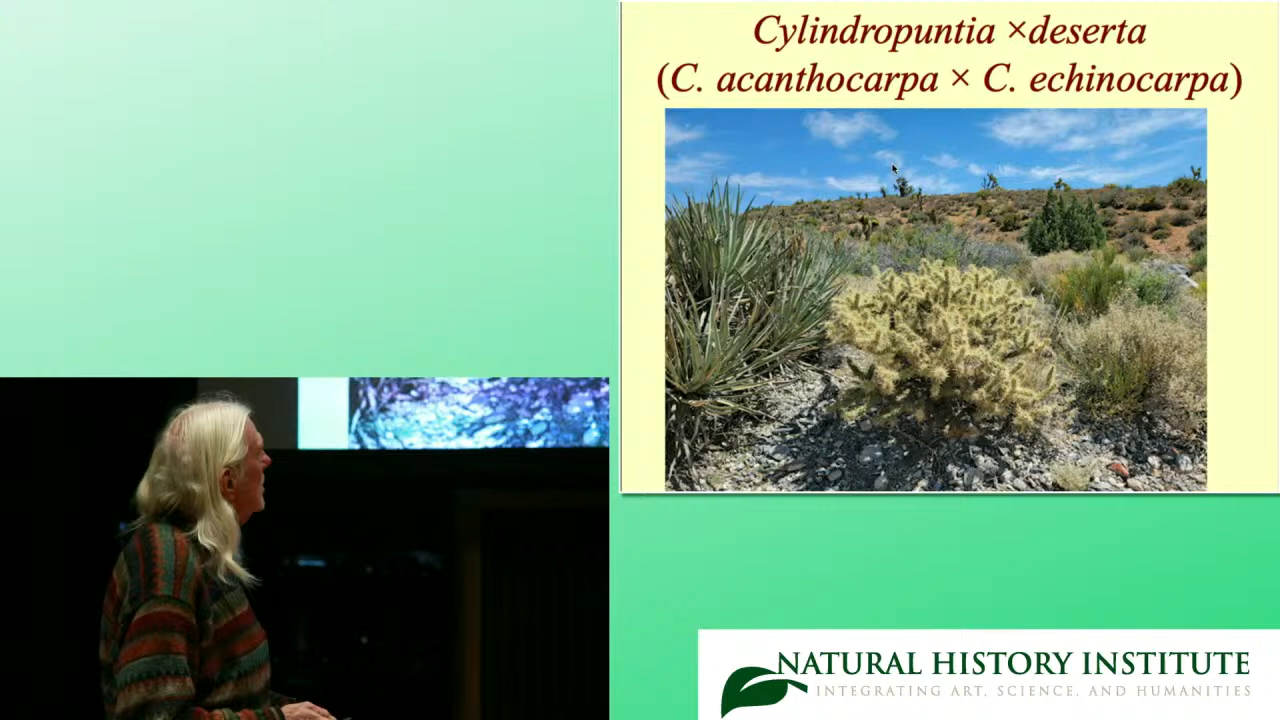 Cylindropuntia ×deserta
(C. acanthocarpa × C. echinocarpa)
NATURAL HISTORY INSTITUTE
INTEGRATING ART, SCIENCE, AND HUMANITIES